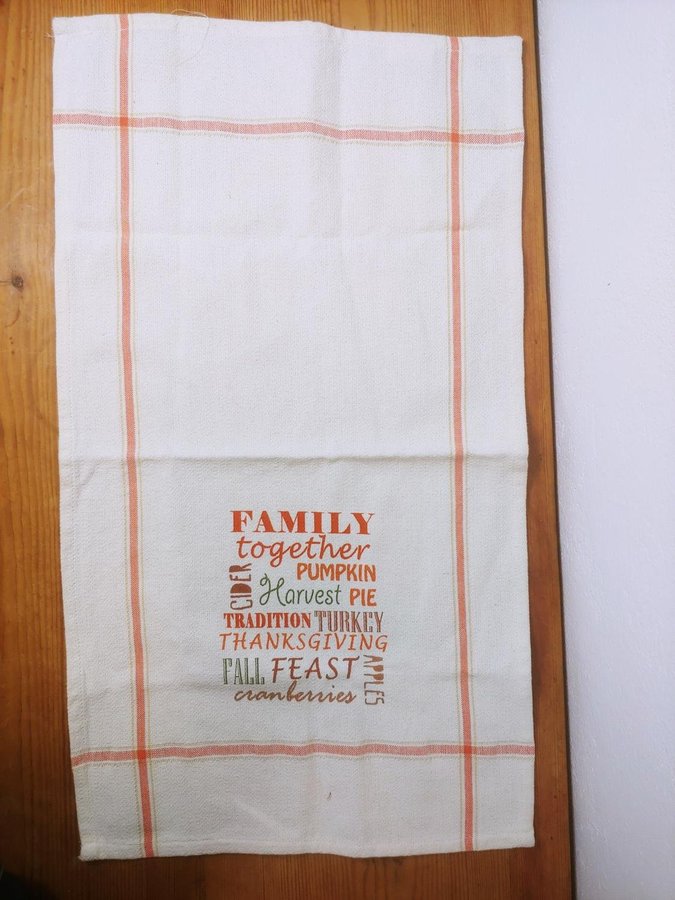 FAMILY
together
CIDER
PUMPKIN
Harvest PIE
TRADITION TURKEY
THANKSGIVING
FALL FEAST
APPLES
cranberries